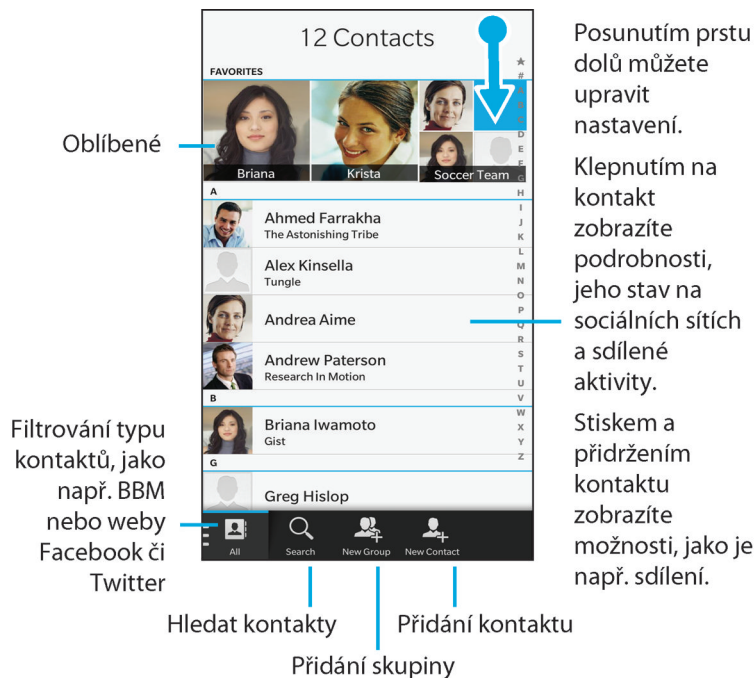 12 Contacts
FAVORITES
Briana
Krista
Soccer Team
A
Ahmed Farrakha
The Astonishing Tribe
Alex Kinsella
Tungle
Andrea Aime
Andrew Paterson
Research In Motion
B
Briana Iwamoto
Gist
G
Greg Hislop
All
Search
New Group
New Contact
#
A
B
C
D
E
F
G
H
I
J
K
L
M
N
O
P
Q
R
S
T
U
V
W
X
Y
Z
Oblíbené
Filtrování typu
kontaktů, jako
např. BBM
nebo weby
Facebook či
Twitter
Hledat kontakty
Přidání skupiny
Přidání kontaktu
Posunutím prstu
dolů můžete
upravit
nastavení.
Klepnutím na
kontakt
zobrazíte
podrobnosti,
jeho stav na
sociálních sítích
a sdílené
aktivity.
Stiskem a
přidržením
kontaktu
zobrazíte
možnosti, jako je
např. sdílení.